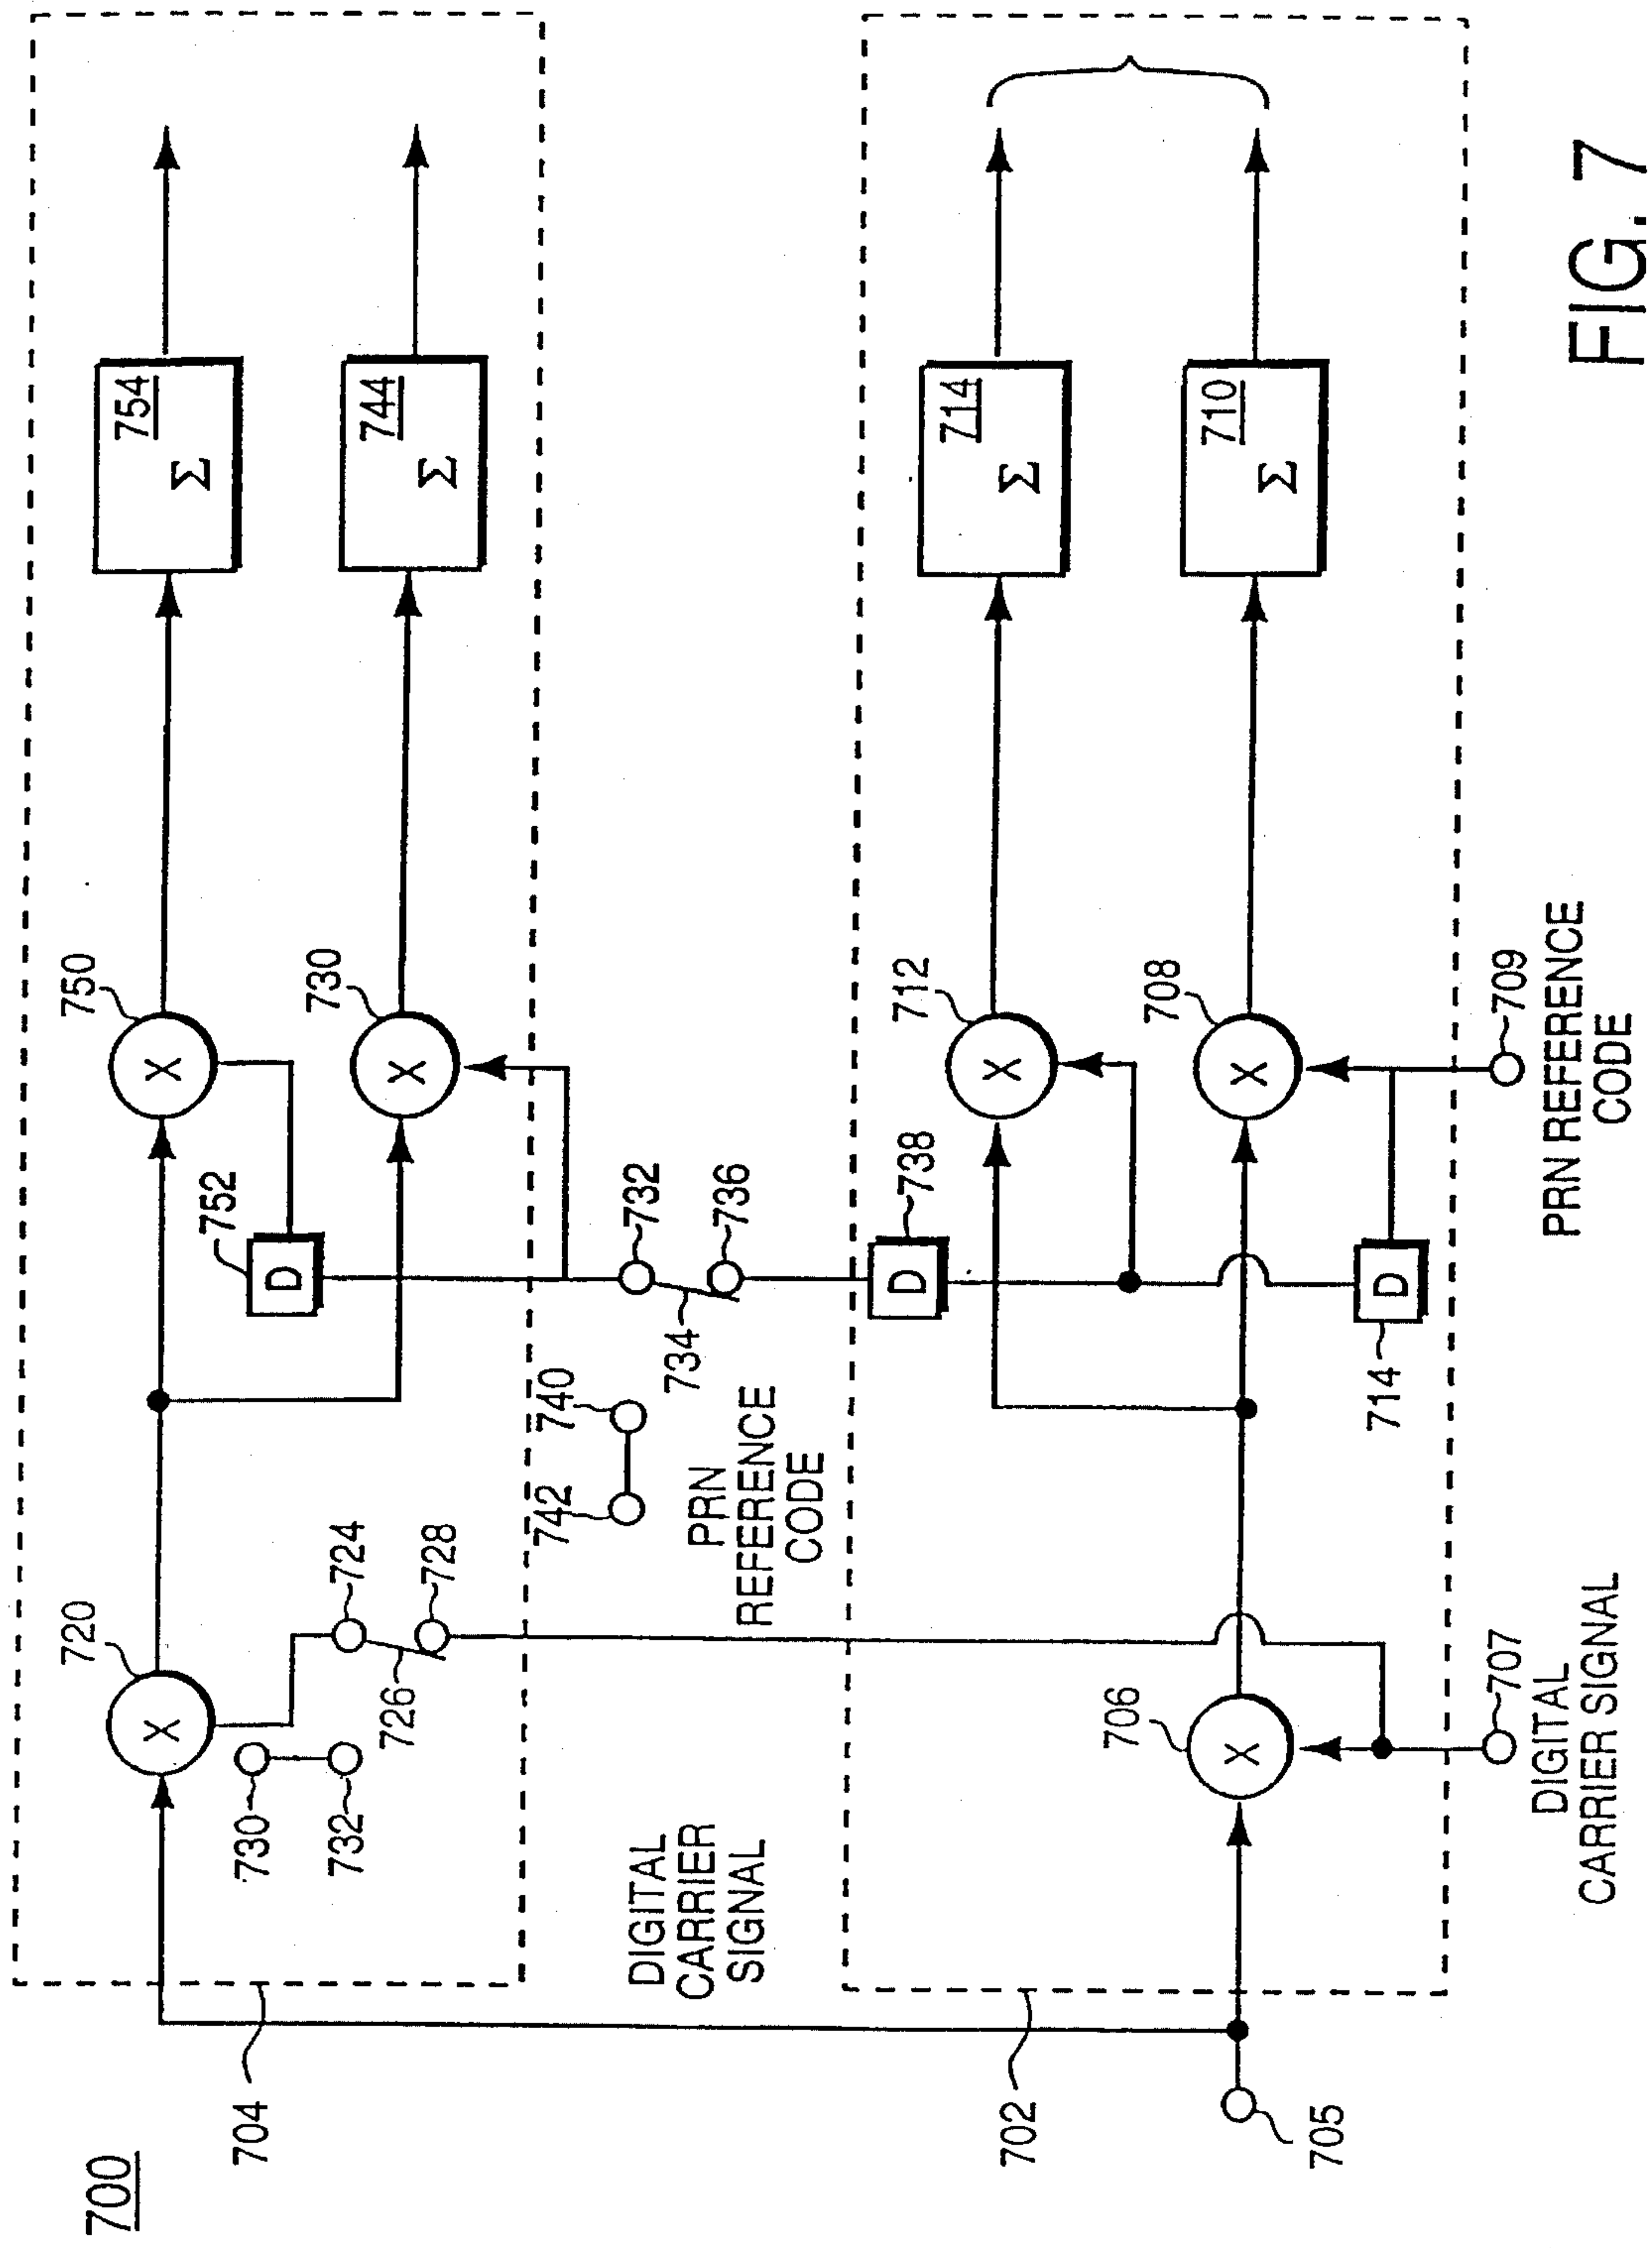 700
720
750
754
X
X
Σ
752
704
730
D
730
732
724
744
726
X
Σ
728
742
740
732
DIGITAL
CARRIER
SIGNAL
734
PRN
REFERENCE
CODE
736
738
D
712
714
X
Σ
702
706
708
710
X
X
Σ
705
714
D
707
709
DIGITAL
CARRIER SIGNAL
PRN REFERENCE
CODE
FIG. 7